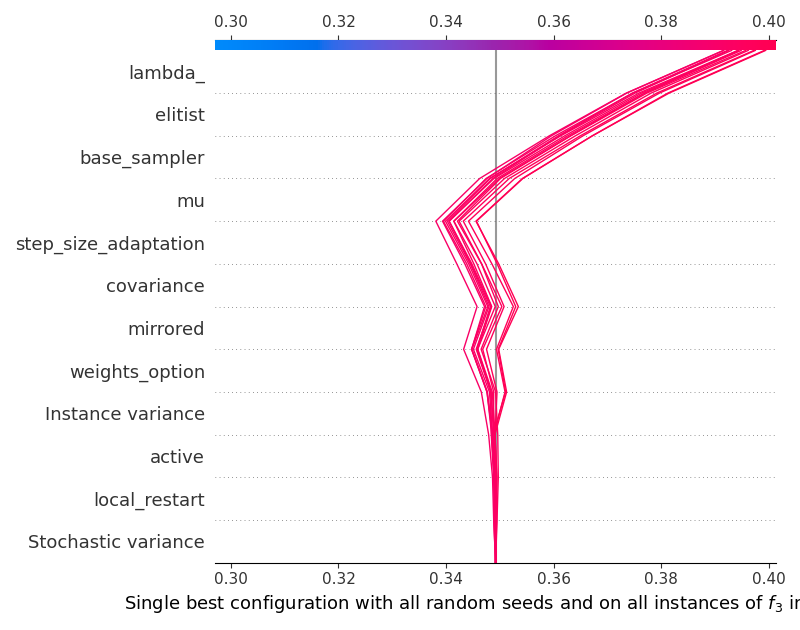 0.30 0.32 0.34 0.36 0.38 0.40
lambda_
elitist
base_sampler
mu
step_size_adaptation
covariance
mirrored
weights_option
Instance variance
active
local_restart
Stochastic variance
0.30 0.32 0.34 0.36 0.38 0.40
Single best configuration with all random seeds and on all instances of f₃